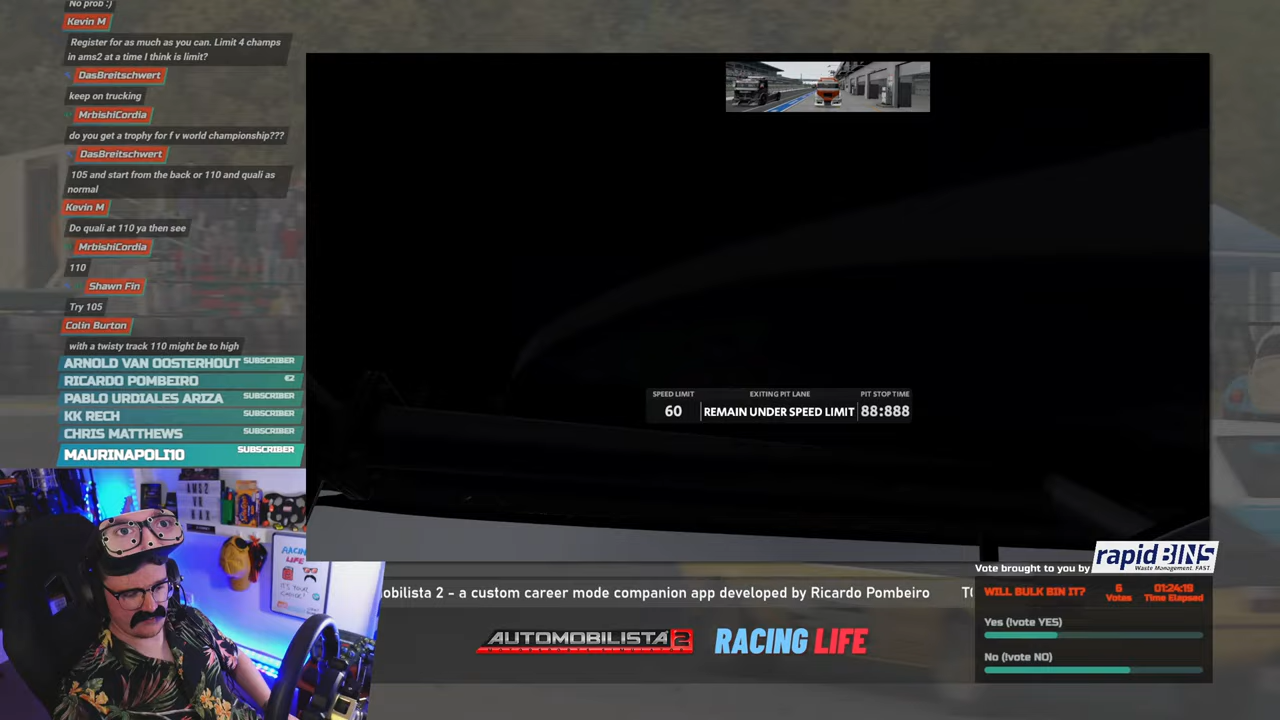 No prob :)
Kevin M
Register for as much as you can. Limit 4 champs
in ams2 at a time I think is limit?
DasBreitschwert
keep on trucking
MrbishiCordia
do you get a trophy for f v world championship???
DasBreitschwert
105 and start from the back or 110 and quali as
normal
Kevin M
Do quali at 110 ya then see
MrbishiCordia
110
Shawn Fin
Try 105
Colin Burton
with a twisty track 110 might be to high
ARNOLD VAN OOSTERHOUT SUBSCRIBER
RICARDO POMBEIRO €2
PABLO URDIALES ARIZA SUBSCRIBER
KK RECH SUBSCRIBER
CHRIS MATTHEWS SUBSCRIBER
MAURINAPOLI10 SUBSCRIBER
SPEED LIMIT EXITING PIT LANE PIT STOP TIME
60 REMAIN UNDER SPEED LIMIT 88:888
AMS2
VR
RACING
LIFE
Vote brought to you by
rapid BINS
Waste Management. FAST.
WILL BULK BIN IT? 6 Votes 01:24:19 Time Elapsed
Yes (!vote YES)
No (!vote NO)
obilista 2 - a custom career mode companion app developed by Ricardo Pombeiro
AUTOMOBILISTA 2 RACING LIFE